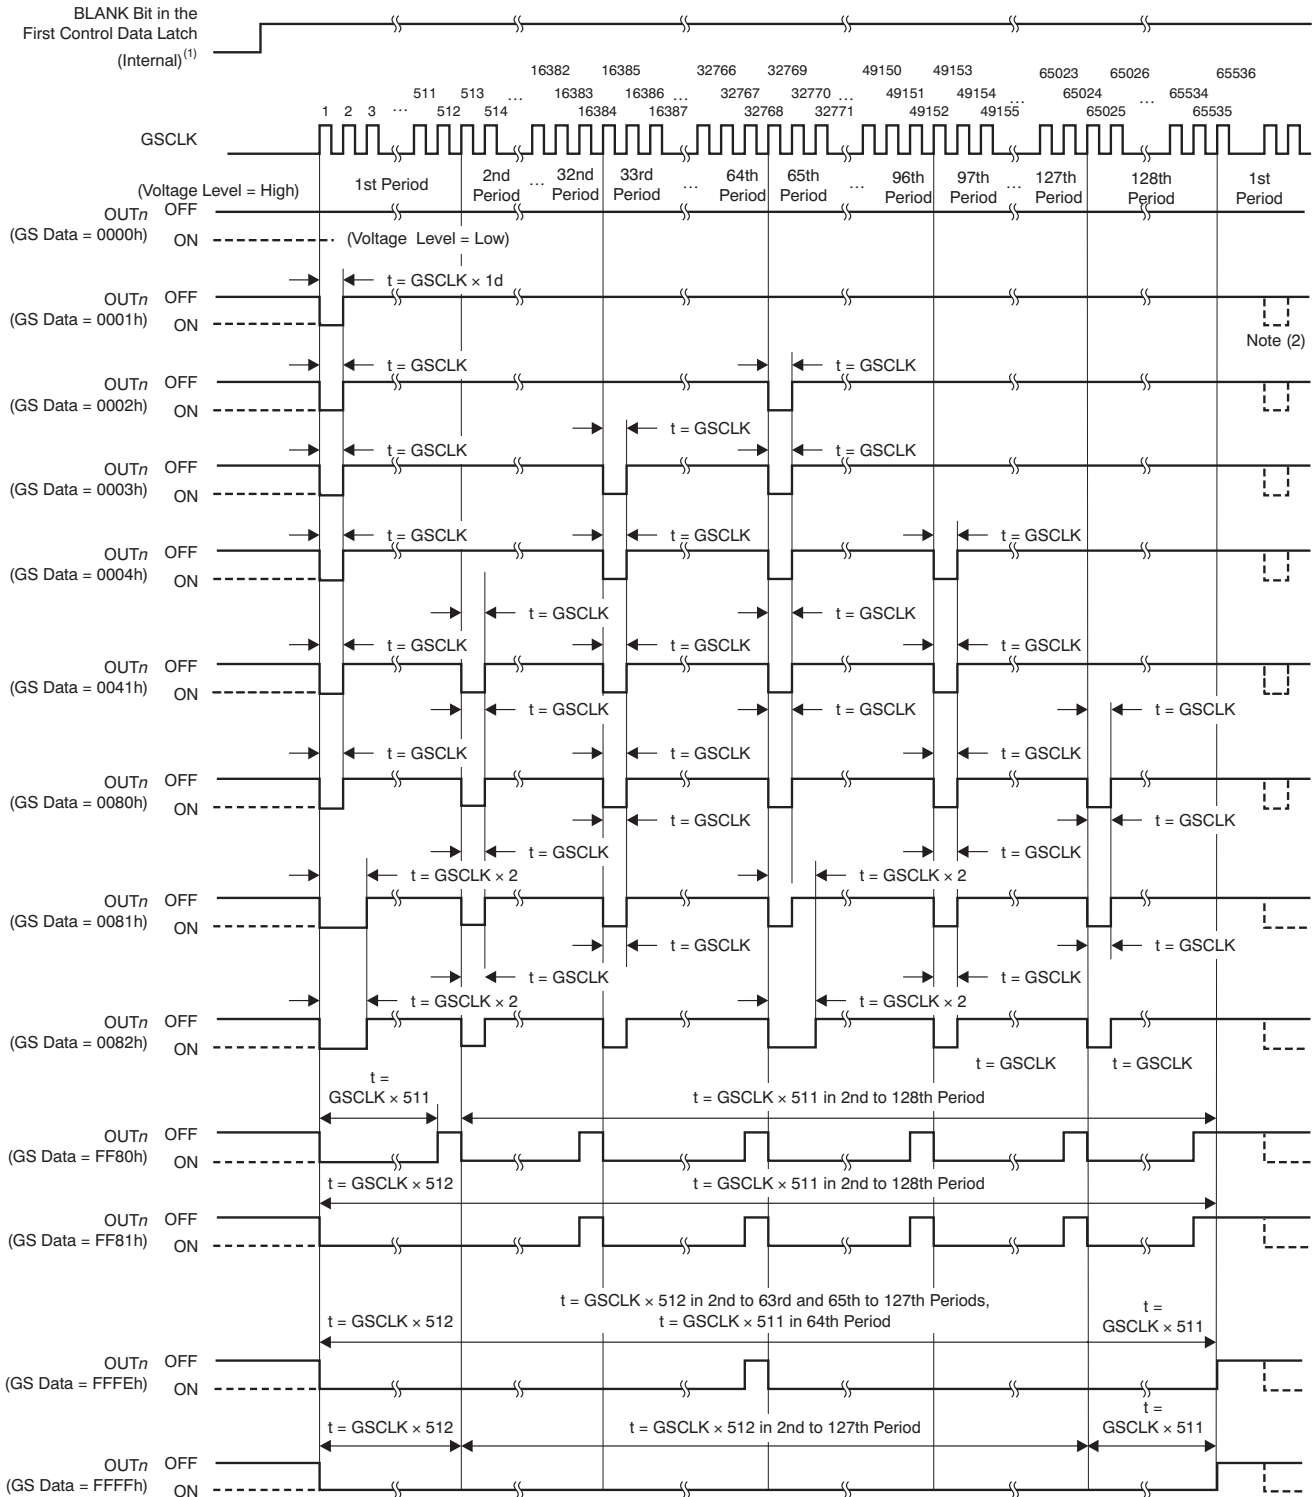 BLANK Bit in the
First Control Data Latch
(Internal)(1)
16382 16385 32766 32769 49150 49153 65023 65026 65536
511 513 ... 16383 16386 ... 32767 32770 ... 49151 49154 ... 65024 ... 65534
1 2 3 ... 512 514 16384 16387 32768 32771 49152 49155 65025 65535
GSCLK
(Voltage Level = High) 1st Period 2nd Period ... 32nd Period 33rd Period ... 64th Period 65th Period ... 96th Period 97th Period ... 127th Period 128th Period 1st Period
OUTn OFF
(GS Data = 0000h) ON (Voltage Level = Low)
t = GSCLK × 1d
OUTn OFF
(GS Data = 0001h) ON
Note (2)
t = GSCLK t = GSCLK
OUTn OFF
(GS Data = 0002h) ON
t = GSCLK
t = GSCLK t = GSCLK
OUTn OFF
(GS Data = 0003h) ON
t = GSCLK t = GSCLK t = GSCLK t = GSCLK
OUTn OFF
(GS Data = 0004h) ON
t = GSCLK t = GSCLK
t = GSCLK t = GSCLK t = GSCLK
OUTn OFF
(GS Data = 0041h) ON
t = GSCLK t = GSCLK t = GSCLK
t = GSCLK t = GSCLK t = GSCLK
OUTn OFF
(GS Data = 0080h) ON
t = GSCLK t = GSCLK
t = GSCLK t = GSCLK
t = GSCLK × 2 t = GSCLK × 2
OUTn OFF
(GS Data = 0081h) ON
t = GSCLK t = GSCLK
t = GSCLK t = GSCLK
t = GSCLK × 2 t = GSCLK × 2
OUTn OFF
(GS Data = 0082h) ON
t = GSCLK t = GSCLK
t =
GSCLK × 511 t = GSCLK × 511 in 2nd to 128th Period
OUTn OFF
(GS Data = FF80h) ON
t = GSCLK × 512 t = GSCLK × 511 in 2nd to 128th Period
OUTn OFF
(GS Data = FF81h) ON
t = GSCLK × 512 in 2nd to 63rd and 65th to 127th Periods, t =
t = GSCLK × 512 t = GSCLK × 511 in 64th Period GSCLK × 511
OUTn OFF
(GS Data = FFFEh) ON
t =
t = GSCLK × 512 t = GSCLK × 512 in 2nd to 127th Period GSCLK × 511
OUTn OFF
(GS Data = FFFFh) ON